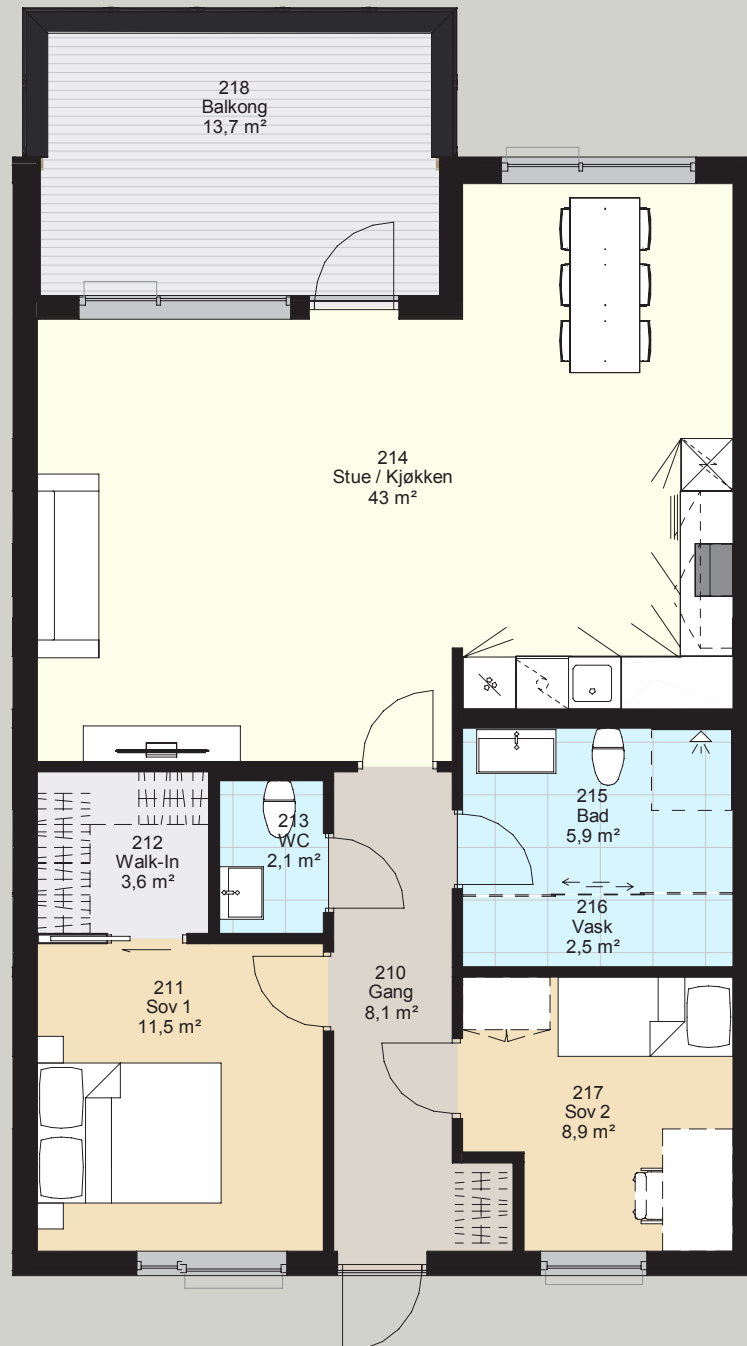 218
Balkong
13,7 m²
214
Stue / Kjøkken
43 m²
215
Bad
5,9 m²
213
WC
2,1 m²
212
Walk-In
3,6 m²
216
Vask
2,5 m²
210
Gang
8,1 m²
211
Sov 1
11,5 m²
217
Sov 2
8,9 m²